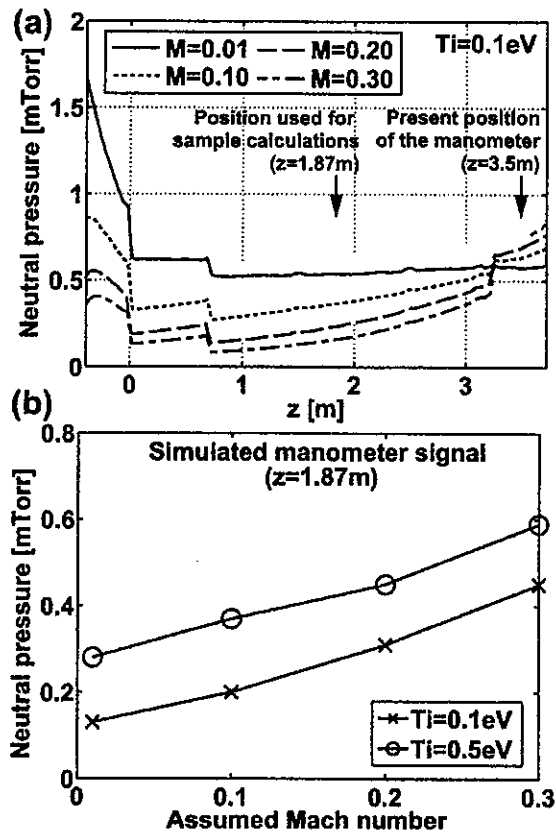 (a)
M=0.01 M=0.20
M=0.10 M=0.30
Ti=0.1eV
Position used for
sample calculations
(z=1.87m)
Present position
of the manometer
(z=3.5m)
Neutral pressure [mTorr]
2
1.5
1
0.5
0
0 1 2 3
z [m]
(b)
Simulated manometer signal
(z=1.87m)
Neutral pressure [mTorr]
0.8
0.6
0.4
0.2
0
Ti=0.1eV
Ti=0.5eV
0 0.1 0.2 0.3
Assumed Mach number